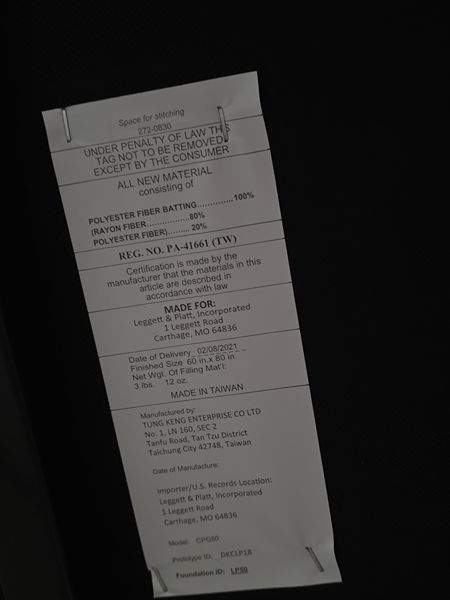 Space for stitching
272-0830
UNDER PENALTY OF LAW THIS
TAG NOT TO BE REMOVED
EXCEPT BY THE CONSUMER
ALL NEW MATERIAL
consisting of
POLYESTER FIBER BATTING..............100%
(RAYON FIBER.................80%
POLYESTER FIBER)......... 20%
REG. NO. PA-41661 (TW)
Certification is made by the
manufacturer that the materials in this
article are described in
accordance with law
MADE FOR:
Leggett & Platt, Incorporated
1 Leggett Road
Carthage, MO 64836
Date of Delivery 02/08/2021
Finished Size 60 in.x 80 in.
Net Wgt. Of Filling Mat'l:
3 lbs. 12 oz.
MADE IN TAIWAN
Manufactured by:
TUNG KENG ENTERPRISE CO LTD
No. 1, LN 160, SEC 2
Tanfu Road, Tan Tzu District
Taichung City 42748, Taiwan
Date of Manufacture:
Importer/U.S. Records Location:
Leggett & Platt, Incorporated
1 Leggett Road
Carthage, MO 64836
Model: CPG50
Prototype ID: DKCLP18
Foundation ID: LP50